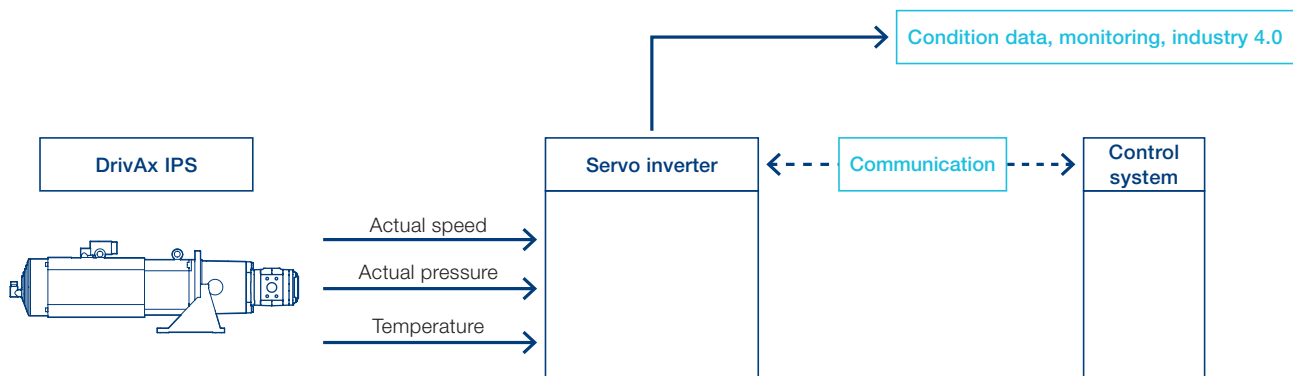 Condition data, monitoring, industry 4.0
DrivAx IPS
Servo inverter
Communication
Control
system
Actual speed
Actual pressure
Temperature